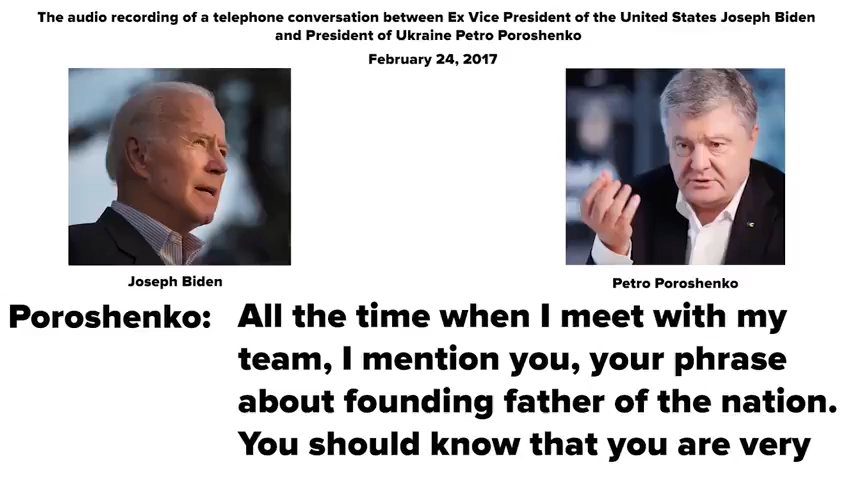 The audio recording of a telephone conversation between Ex Vice President of the United States Joseph Biden
and President of Ukraine Petro Poroshenko
February 24, 2017
Joseph Biden
Petro Poroshenko
Poroshenko: All the time when I meet with my
team, I mention you, your phrase
about founding father of the nation.
You should know that you are very